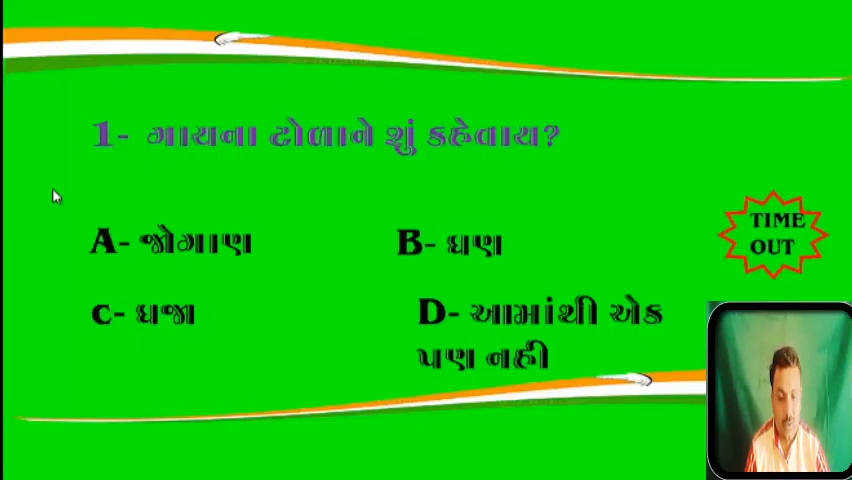 1- ગાયના ટોળાને શું કહેવાય?
A- જોગાણ
B- ધણ
TIME OUT
C- ધજા
D- આમાંથી એક
પણ નહી